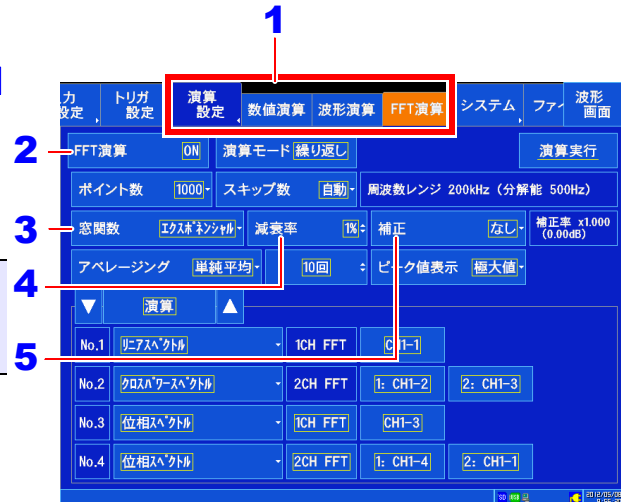 1
力設定 トリガ設定 演算設定 数値演算 波形演算 FFT演算 システム ファイ 波形画面
2
FFT演算 ON 演算モード 繰り返し 演算実行
ポイント数 1000 スキップ数 自動 周波数レンジ 200kHz (分解能 500Hz)
3
窓関数 エクスポネンシャル 減衰率 1% 補正 なし 補正率 x1.000
(0.00dB)
4
アベレージング 単純平均 10回 ピーク値表示 極大値
▼ 演算 ▲
5
No.1 リニアスペクトル 1CH FFT CH1-1
No.2 クロスパワースペクトル 2CH FFT 1: CH1-2 2: CH1-3
No.3 位相スペクトル 1CH FFT CH1-3
No.4 位相スペクトル 2CH FFT 1: CH1-4 2: CH1-1
SD